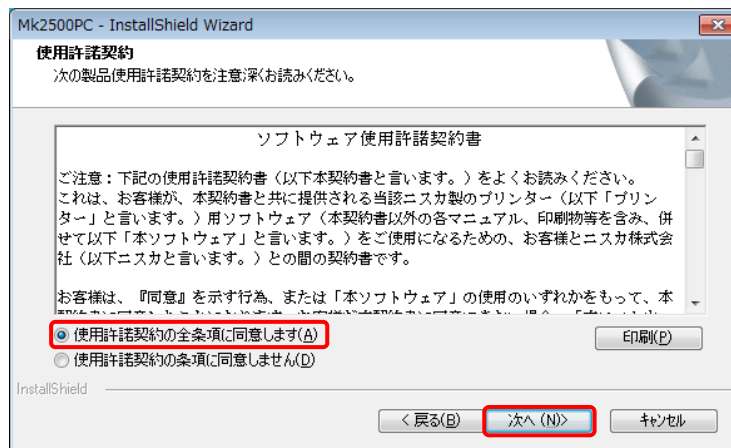 Mk2500PC - InstallShield Wizard
使用許諾契約
次の製品使用許諾契約を注意深くお読みください。
ソフトウェア使用許諾契約書
ご注意：下記の使用許諾契約書（以下本契約書と言います。）をよくお読みください。
これは、お客様が、本契約書と共に提供される当該ニスカ製のプリンター（以下「プリン
ター」と言います。）用ソフトウェア（本契約書以外の各マニュアル、印刷物等を含み、併
せて以下「本ソフトウェア」と言います。）をご使用になるための、お客様とニスカ株式会
社（以下ニスカと言います。）との間の契約書です。
お客様は、『同意』を示す行為、または「本ソフトウェア」の使用のいずれかをもって、本
使用許諾契約の全条項に同意します(A)
印刷(P)
使用許諾契約の条項に同意しません(D)
InstallShield
< 戻る(B)
次へ (N)>
キャンセル